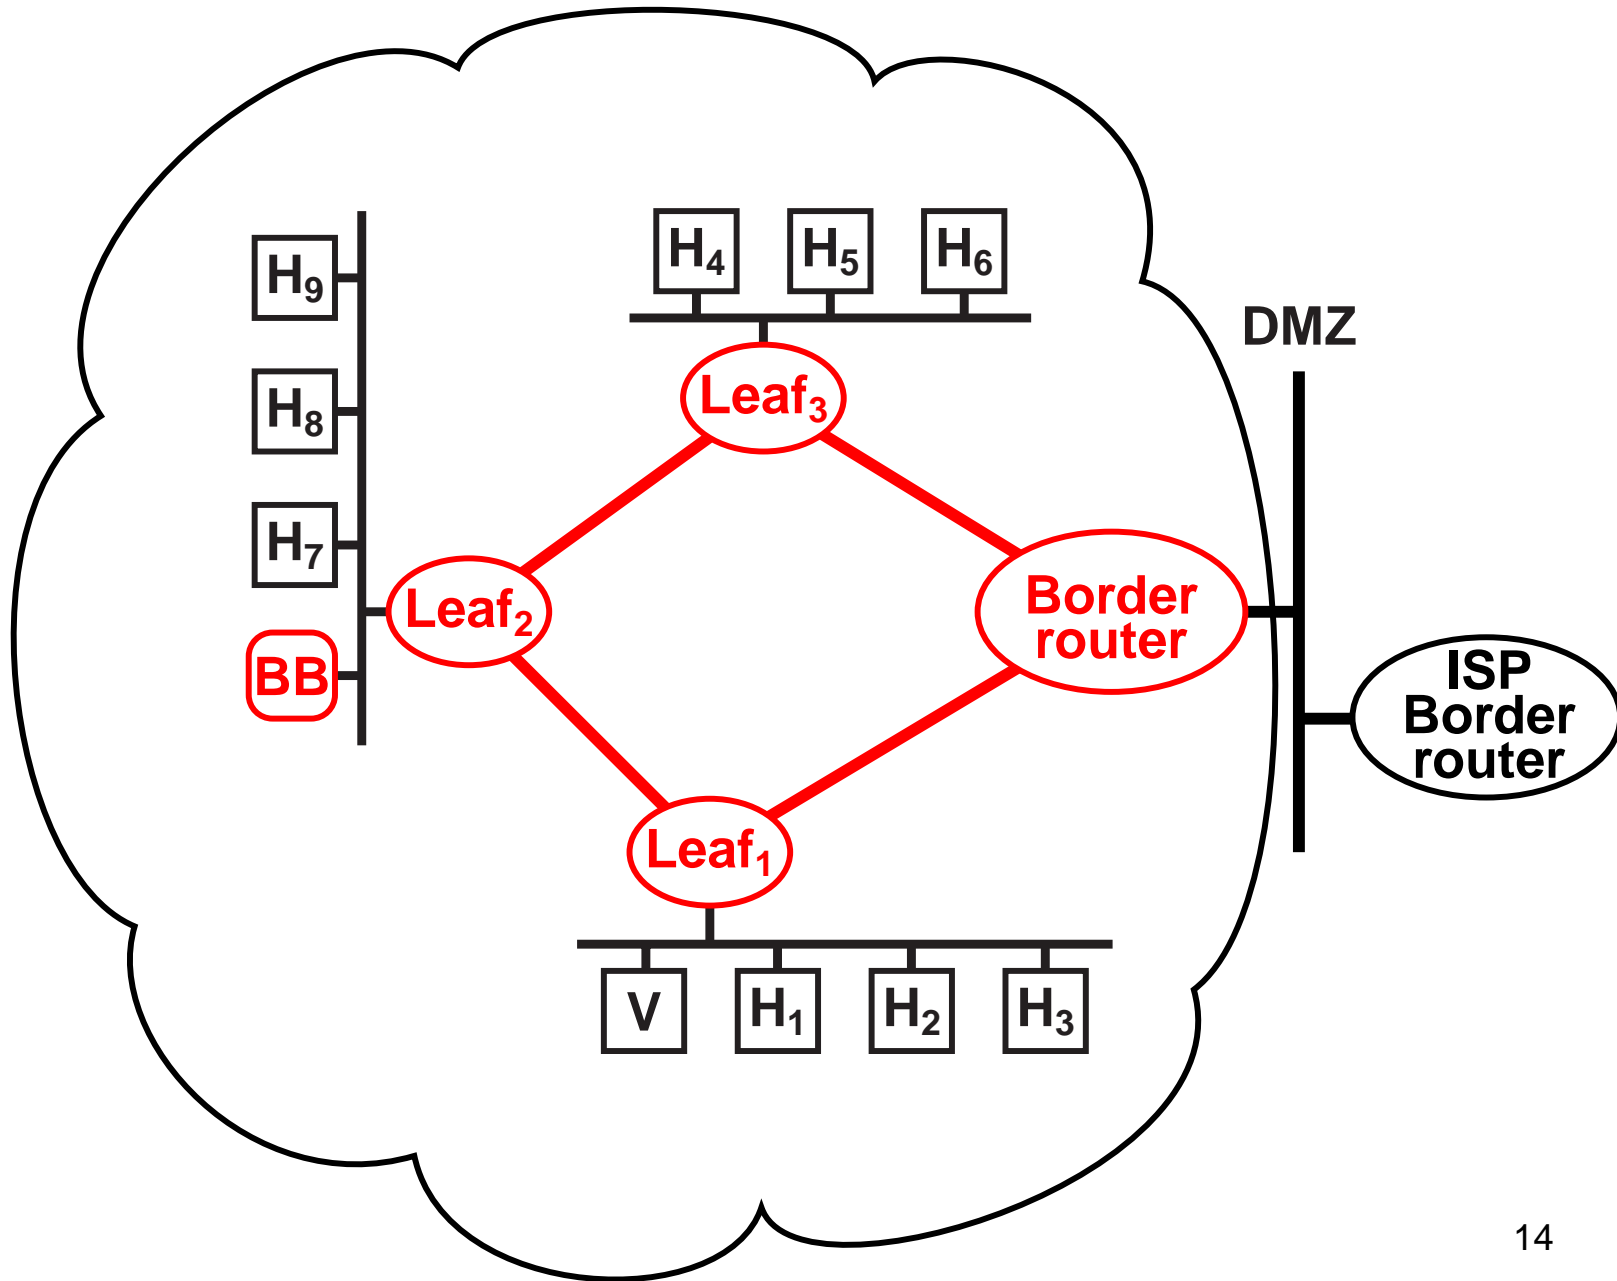 H4 H5 H6
H9
DMZ
Leaf3
H8
H7
Leaf2
Border
router
BB
ISP
Border
router
Leaf1
V H1 H2 H3
14